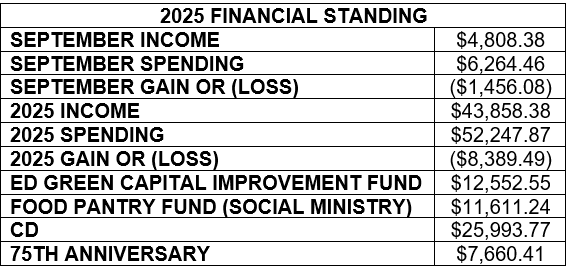 2025 FINANCIAL STANDING
SEPTEMBER INCOME $4,808.38
SEPTEMBER SPENDING $6,264.46
SEPTEMBER GAIN OR (LOSS) ($1,456.08)
2025 INCOME $43,858.38
2025 SPENDING $52,247.87
2025 GAIN OR (LOSS) ($8,389.49)
ED GREEN CAPITAL IMPROVEMENT FUND $12,552.55
FOOD PANTRY FUND (SOCIAL MINISTRY) $11,611.24
CD $25,993.77
75TH ANNIVERSARY $7,660.41